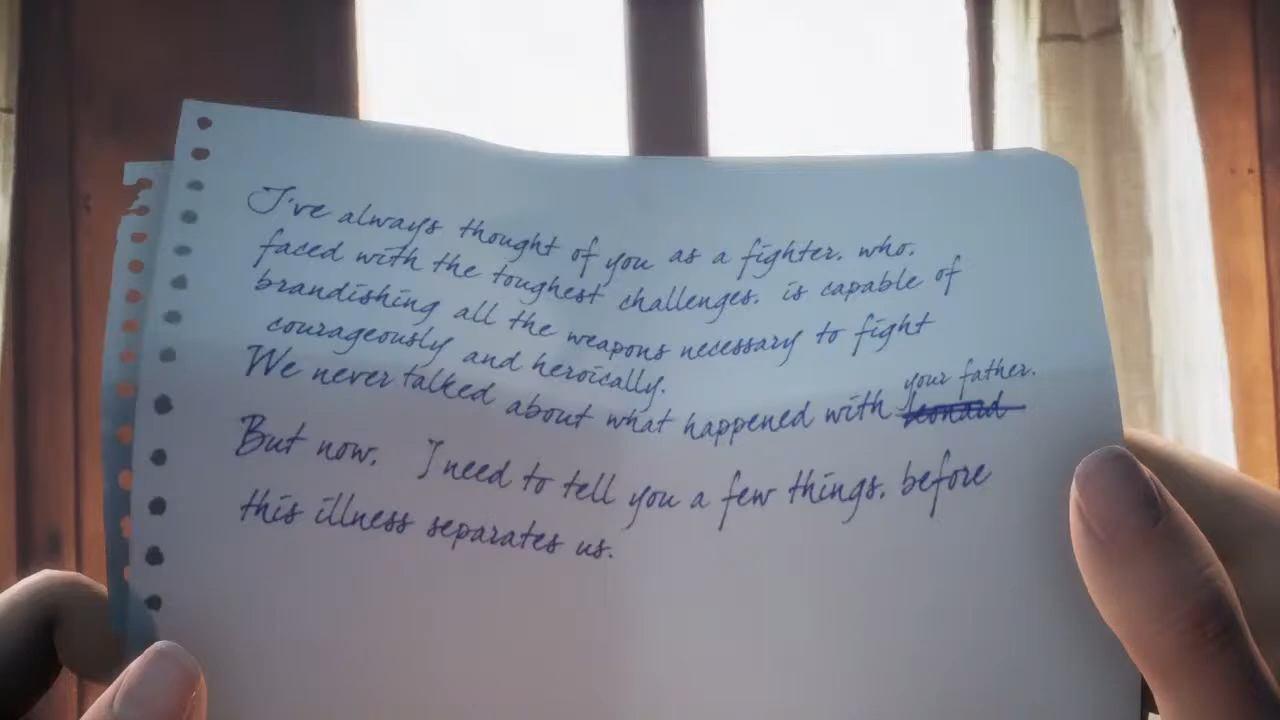 I've always thought of you as a fighter. who.
faced with the toughest challenges. is capable of
brandishing all the weapons necessary to fight
courageously and heroically.
We never talked about what happened with your father.
leonard
But now. I need to tell you a few things. before
this illness separates us.